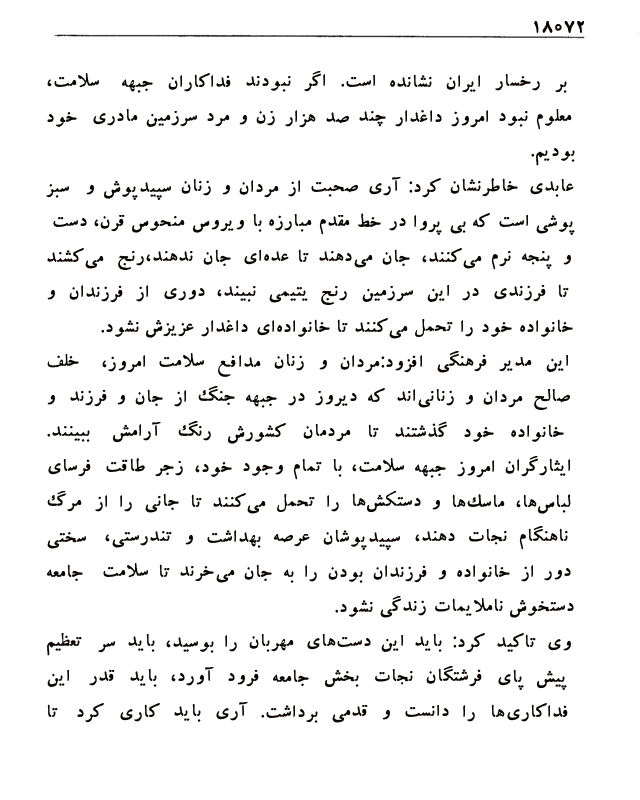 ۱۸۰۷۲
بر رخسار ایران نشانده است. اگر نبودند فداکاران جبهه سلامت،
معلوم نبود امروز داغدار چند صد هزار زن و مرد سرزمین مادری خود
بودیم.
عابدی خاطرنشان کرد: آری صحبت از مردان و زنان سپیدپوش و سبز
پوشی است که بی پروا در خط مقدم مبارزه با ویروس منحوس قرن، دست
و پنجه نرم می‌کنند، جان می‌دهند تا عده‌ای جان ندهند،رنج می‌کشند
تا فرزندی در این سرزمین رنج یتیمی نبیند، دوری از فرزندان و
خانواده خود را تحمل می‌کنند تا خانواده‌ای داغدار عزیزش نشود.
این مدیر فرهنگی افزود:مردان و زنان مدافع سلامت امروز، خلف
صالح مردان و زنانی‌اند که دیروز در جبهه جنگ از جان و فرزند و
خانواده خود گذشتند تا مردمان کشورش رنگ آرامش ببینند.
ایثارگران امروز جبهه سلامت، با تمام وجود خود، زجر طاقت فرسای
لباس‌ها، ماسک‌ها و دستکش‌ها را تحمل می‌کنند تا جانی را از مرگ
ناهنگام نجات دهند، سپیدپوشان عرصه بهداشت و تندرستی، سختی
دور از خانواده و فرزندان بودن را به جان می‌خرند تا سلامت جامعه
دستخوش ناملایمات زندگی نشود.
وی تاکید کرد: باید این دست‌های مهربان را بوسید، باید سر تعظیم
پیش پای فرشتگان نجات بخش جامعه فرود آورد، باید قدر این
فداکاری‌ها را دانست و قدمی برداشت. آری باید کاری کرد تا